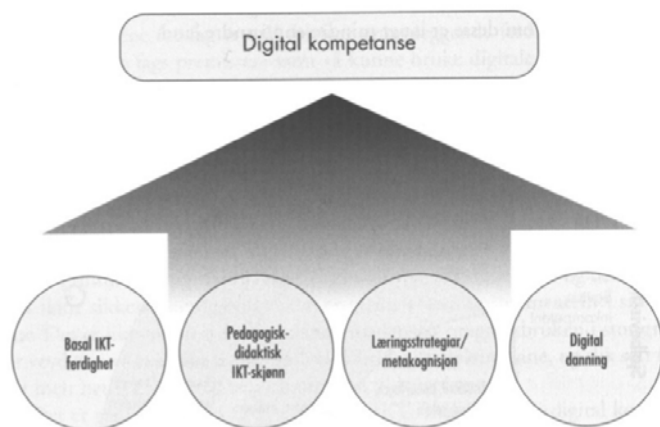 Digital kompetanse
Basal IKT-
ferdighet
Pedagogisk-
didaktisk
IKT-skjønn
Læringsstrategiar/
metakognisjon
Digital
danning